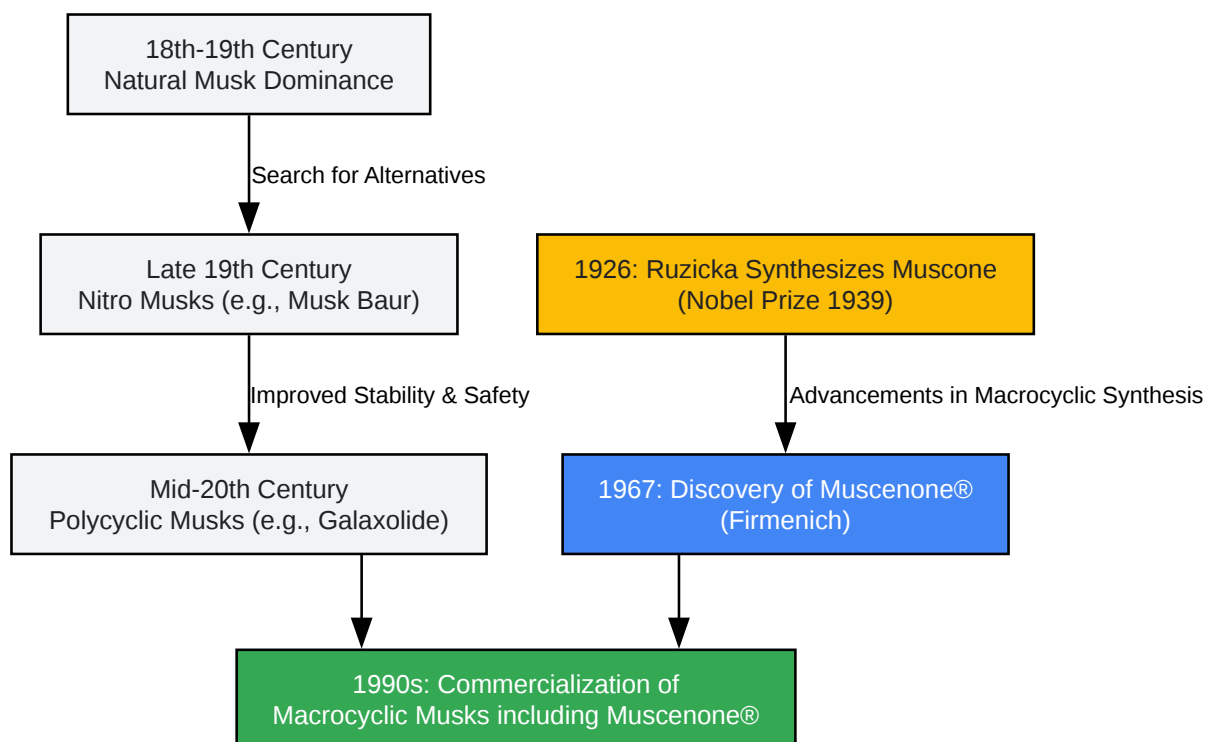 18th-19th Century
Natural Musk Dominance
Search for Alternatives
Late 19th Century
Nitro Musks (e.g., Musk Baur)
1926: Ruzicka Synthesizes Muscone
(Nobel Prize 1939)
Improved Stability & Safety
Advancements in Macrocyclic Synthesis
Mid-20th Century
Polycyclic Musks (e.g., Galaxolide)
1967: Discovery of Muscenone®
(Firmenich)
1990s: Commercialization of
Macrocyclic Musks including Muscenone®